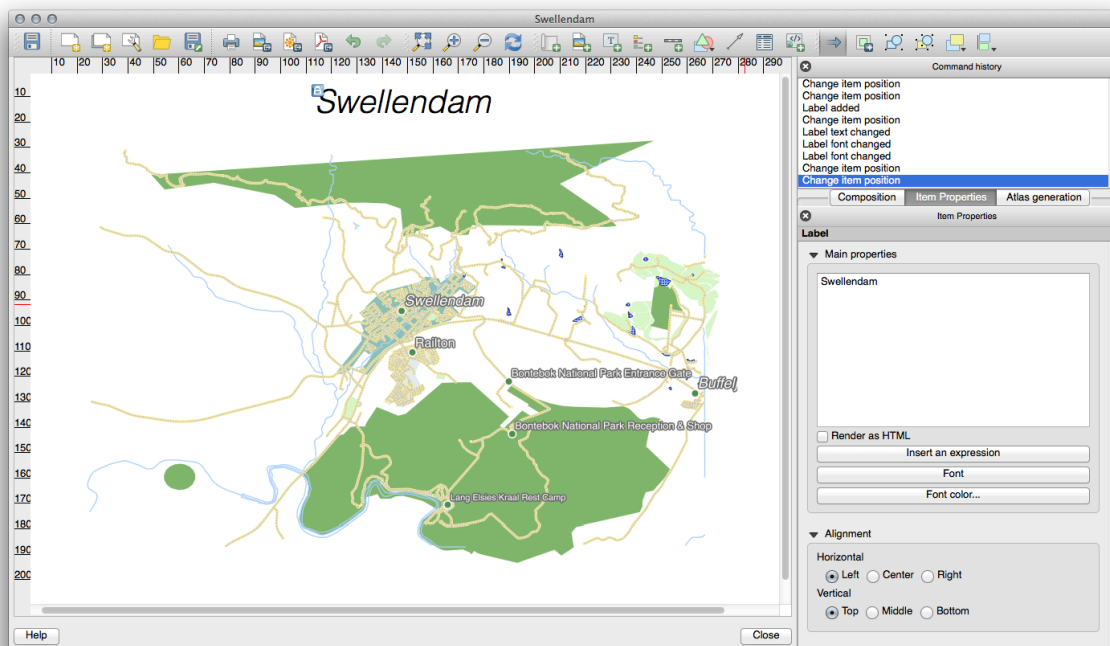 Swellendam
10 20 30 40 50 60 70 80 90 100 110 120 130 140 150 160 170 180 190 200 210 220 230 240 250 260 270 280 290
10
20
30
40
50
60
70
80
90
100
110
120
130
140
150
160
170
180
190
200
Swellendam
Swellendam
Railton
Bontebok National Park Entrance Gate
Buffelj
Bontebok National Park Reception & Shop
Lang Elsies Kraal Rest Camp
Help
Close
Command history
Change item position
Change item position
Label added
Change item position
Label text changed
Label font changed
Label font changed
Change item position
Change item position
Composition Item Properties Atlas generation
Item Properties
Label
Main properties
Swellendam
Render as HTML
Insert an expression
Font
Font color...
Alignment
Horizontal
Left Center Right
Vertical
Top Middle Bottom